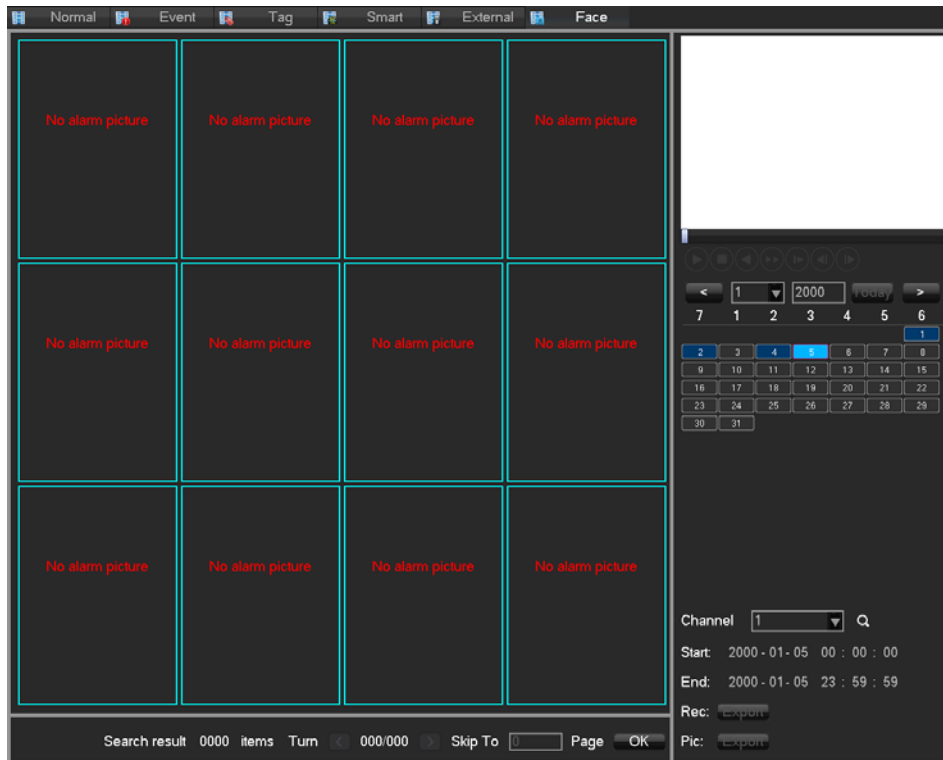 Normal Event Tag Smart External Face
No alarm picture No alarm picture No alarm picture No alarm picture
No alarm picture No alarm picture No alarm picture No alarm picture
No alarm picture No alarm picture No alarm picture No alarm picture
Search result 0000 items Turn < 000/000 > Skip To 0 Page OK
< 1 2000 Today >
7 1 2 3 4 5 6
1
2 3 4 5 6 7 8
9 10 11 12 13 14 15
16 17 18 19 20 21 22
23 24 25 26 27 28 29
30 31
Channel 1
Start: 2000 - 01 - 05 00 : 00 : 00
End: 2000 - 01 - 05 23 : 59 : 59
Rec: Export
Pic: Export